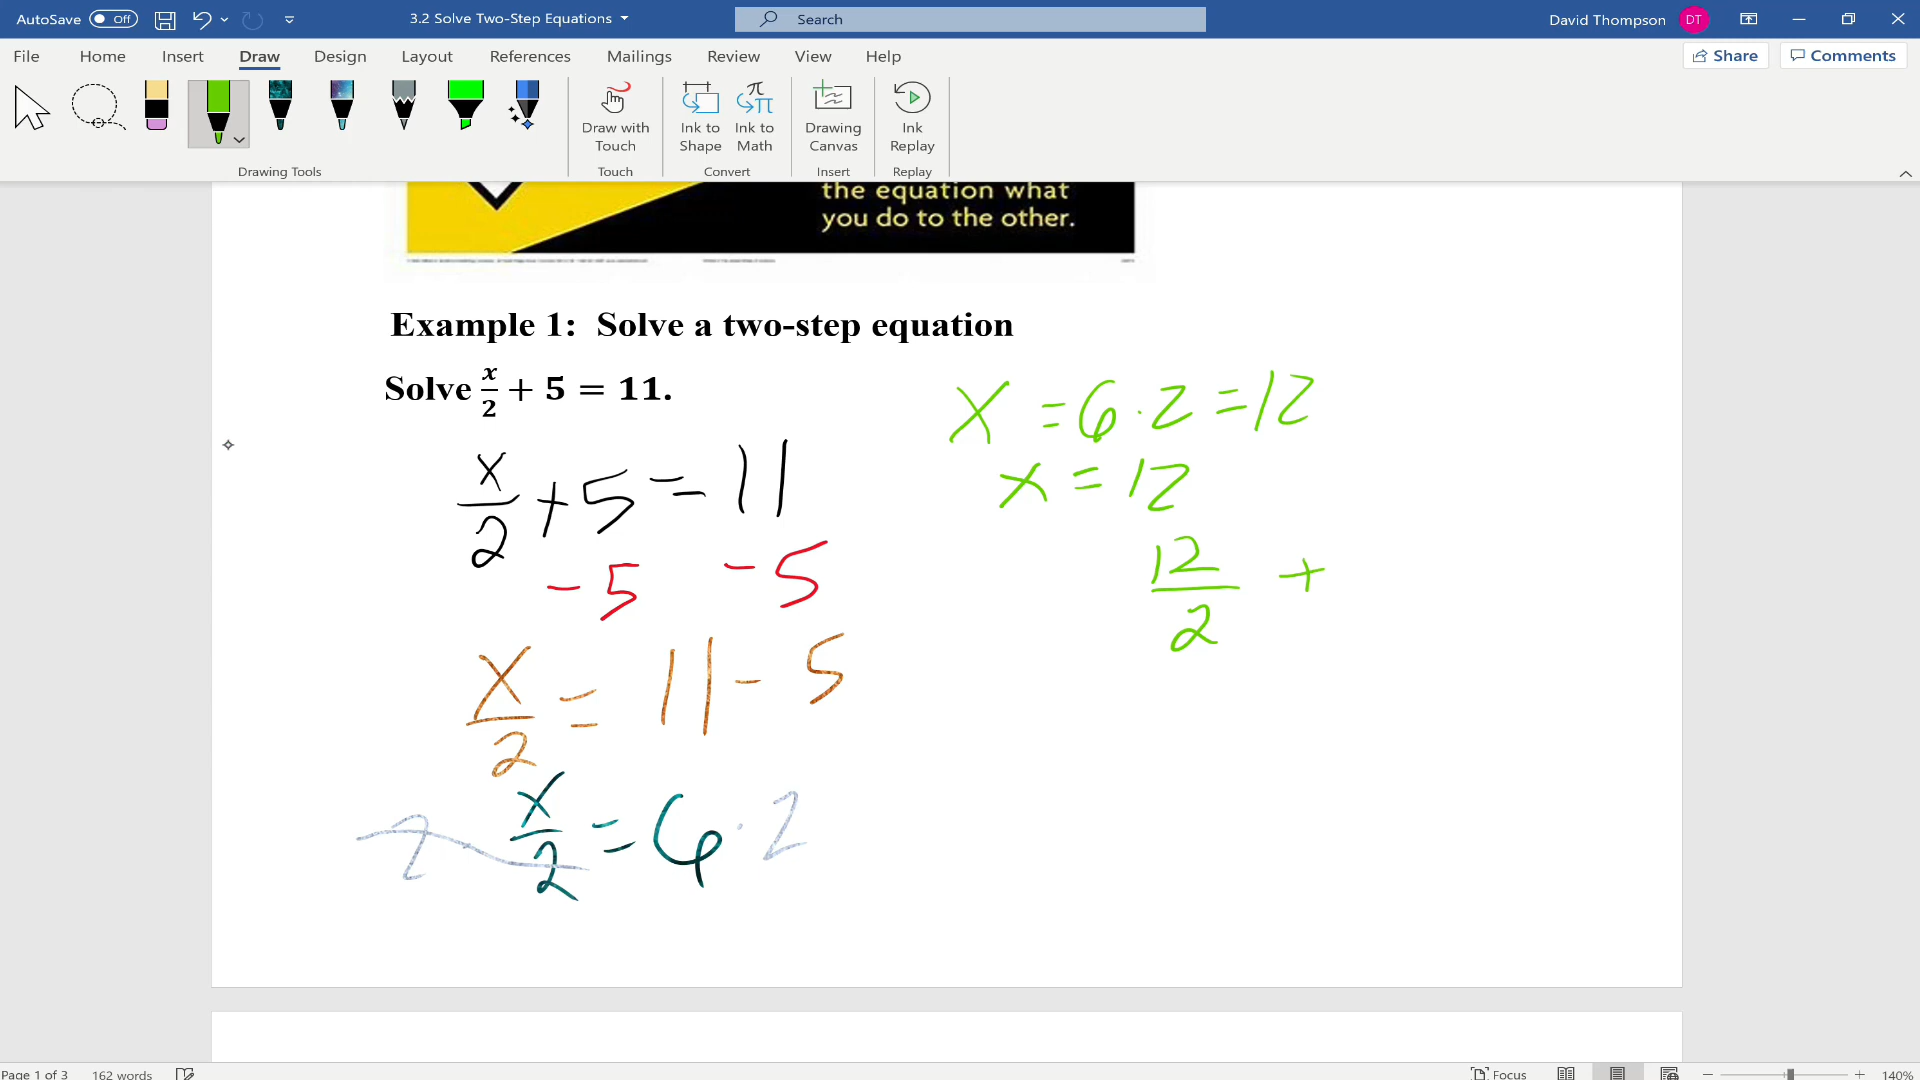 AutoSave Off 3.2 Solve Two-Step Equations Search David Thompson DT
File Home Insert Draw Design Layout References Mailings Review View Help Share Comments
Draw with Touch Ink to Shape Ink to Math Drawing Canvas Ink Replay
Drawing Tools Touch Convert Insert Replay
the equation what
you do to the other.
Example 1: Solve a two-step equation
Solve x/2 + 5 = 11.
x/2 + 5 = 11
- 5 - 5
x/2 = 11 - 5
2 x/2 = 6 · 2
x = 6 · 2 = 12
x = 12
12/2 +
Page 1 of 3 162 words Focus 140%